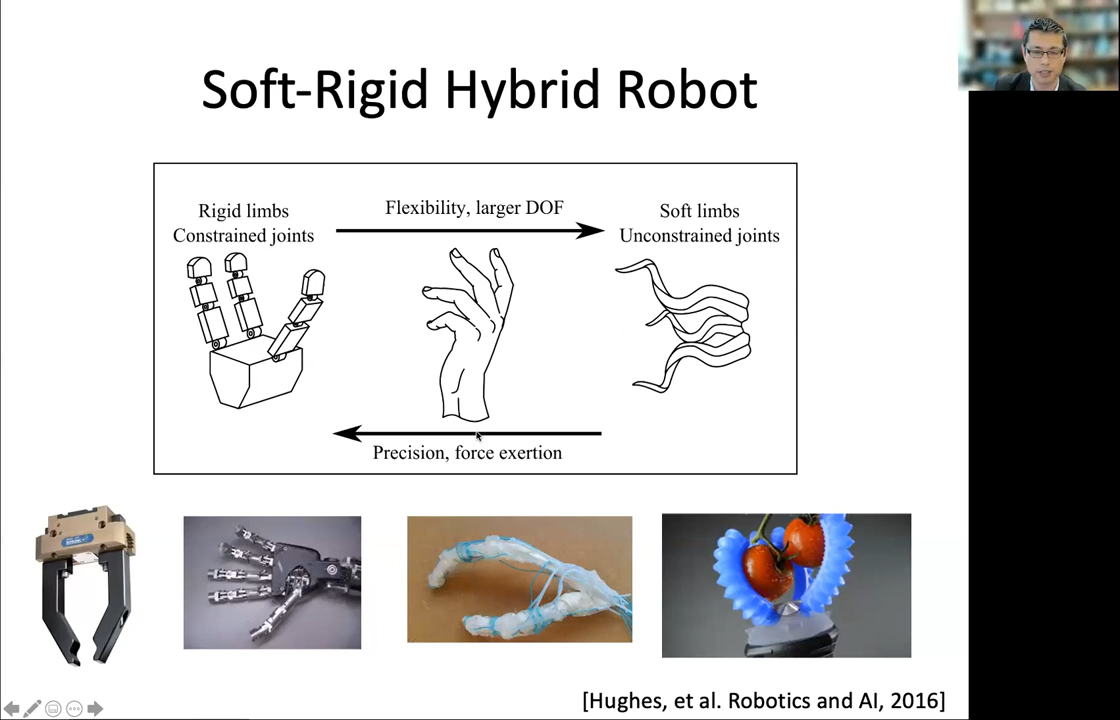 Soft-Rigid Hybrid Robot
Rigid limbs
Constrained joints
Flexibility, larger DOF
Soft limbs
Unconstrained joints
Precision, force exertion
[Hughes, et al. Robotics and AI, 2016]